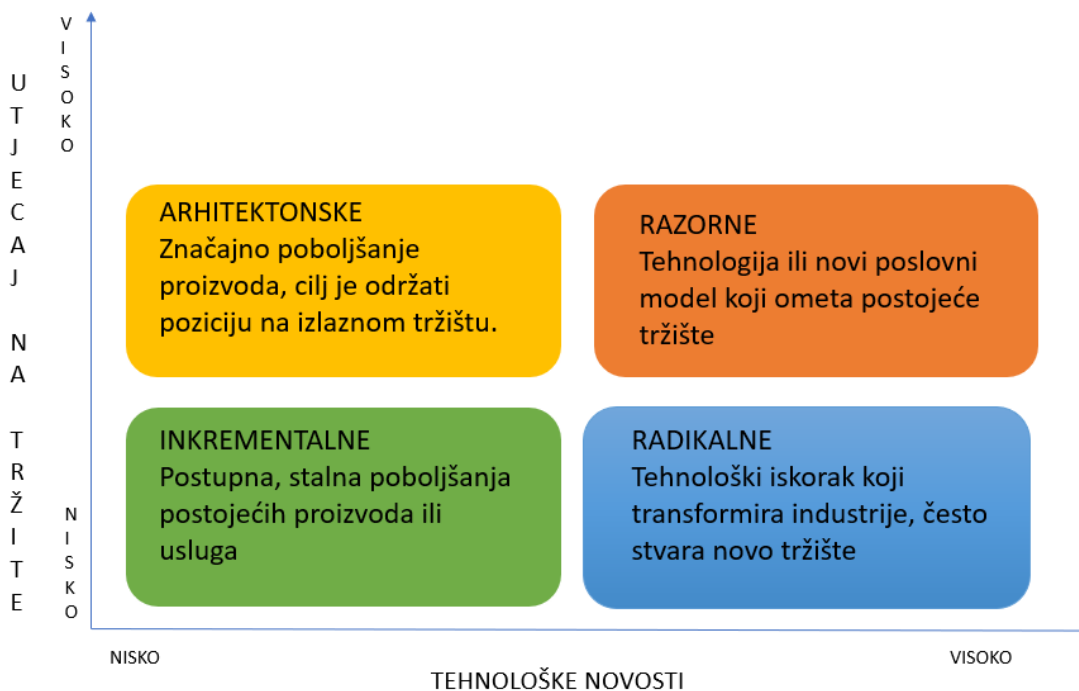 UTJECAJ NA TRŽITE
VISOKO
NISKO
ARHITEKTONSKE
Značajno poboljšanje
proizvoda, cilj je održati
poziciju na izlaznom tržištu.
RAZORNE
Tehnologija ili novi poslovni
model koji ometa postojeće
tržište
INKREMENTALNE
Postupna, stalna poboljšanja
postojećih proizvoda ili
usluga
RADIKALNE
Tehnološki iskorak koji
transformira industrije, često
stvara novo tržište
NISKO
VISOKO
TEHNOLOŠKE NOVOSTI